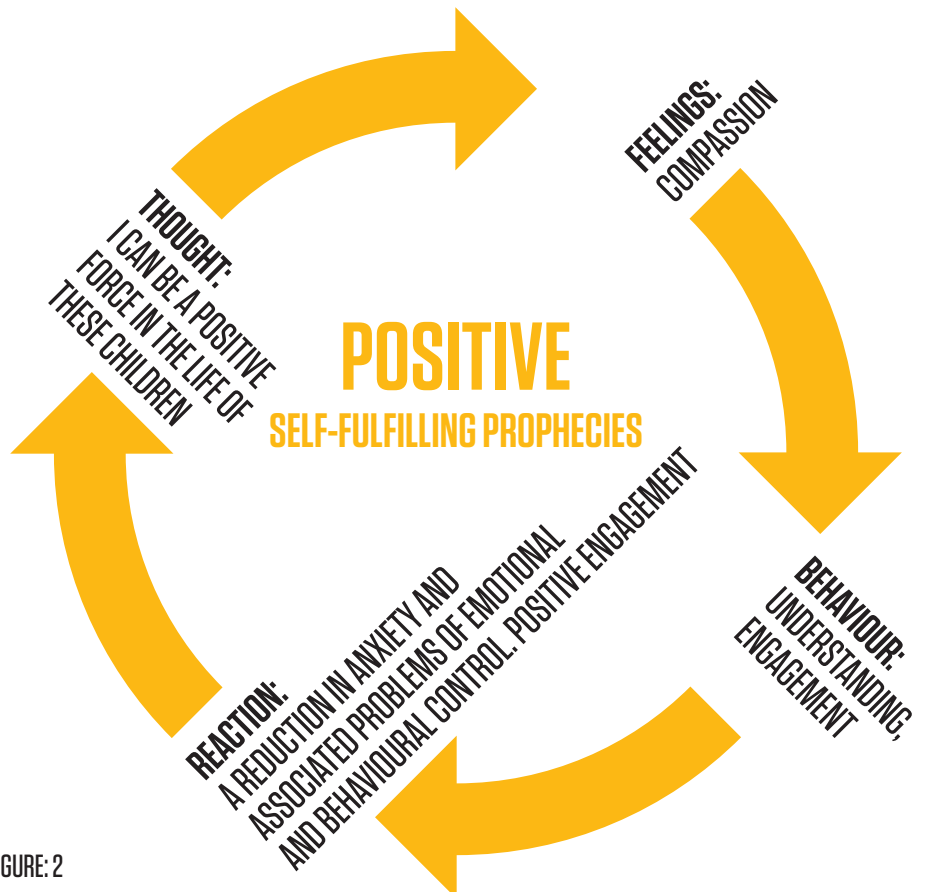 POSITIVE
SELF-FULFILLING PROPHECIES
THOUGHT:
I CAN BE A POSITIVE
FORCE IN THE LIFE OF
THESE CHILDREN
FEELINGS:
COMPASSION
BEHAVIOUR:
UNDERSTANDING,
ENGAGEMENT
REACTION:
A REDUCTION IN ANXIETY AND
ASSOCIATED PROBLEMS OF EMOTIONAL
AND BEHAVIOURAL CONTROL. POSITIVE ENGAGEMENT
GURE: 2